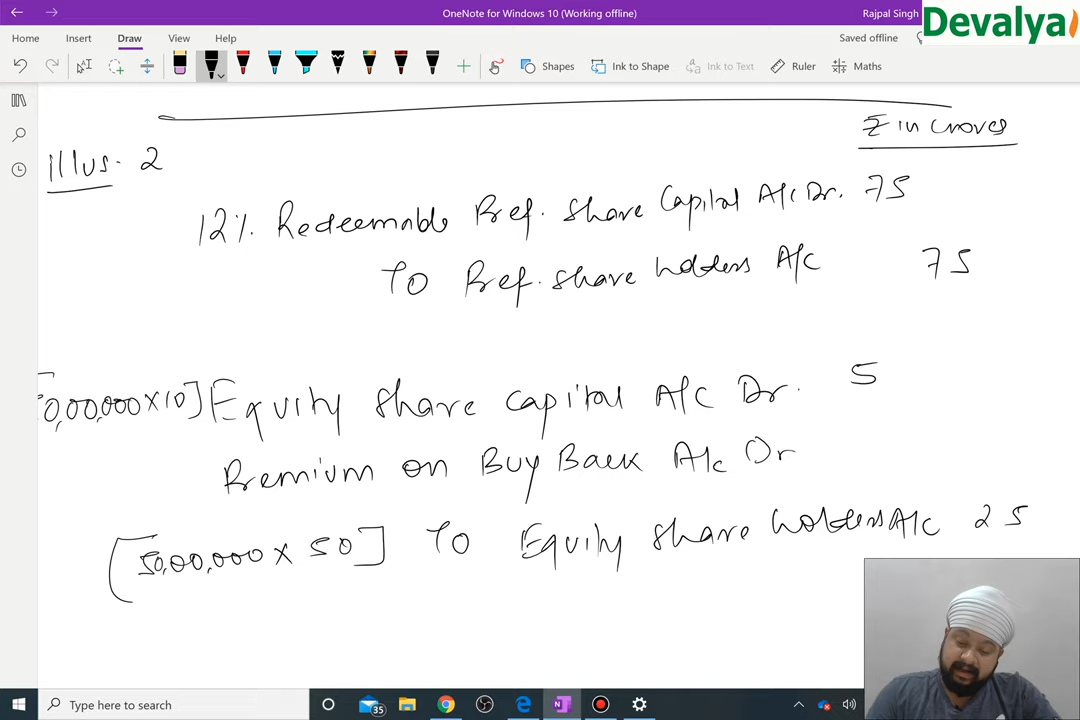 OneNote for Windows 10 (Working offline)
Rajpal Singh
Devalya
Home Insert Draw View Help
Saved offline
Shapes Ink to Shape Ink to Text Ruler Maths
₹ in Crores
Illus. 2
12% Redeemable Pref. Share Capital A/c Dr. 75
To Pref. Share holders A/c 75
0,00,000 × 10] Equity Share Capital A/c Dr. 5
Premium on Buy Back A/c Dr
[50,00,000 × 50] To Equity Share holders A/c 25
Type here to search
35